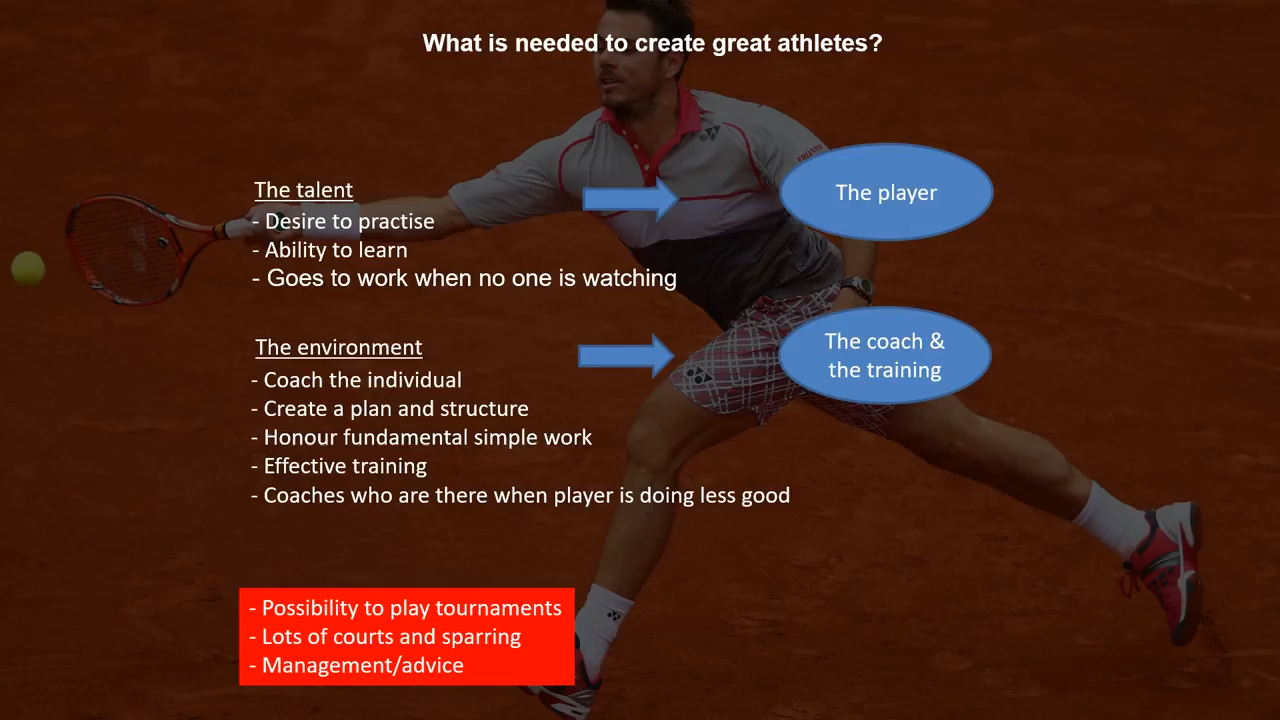 What is needed to create great athletes?
The talent
- Desire to practise
- Ability to learn
- Goes to work when no one is watching
The player
The environment
- Coach the individual
- Create a plan and structure
- Honour fundamental simple work
- Effective training
- Coaches who are there when player is doing less good
The coach &
the training
- Possibility to play tournaments
- Lots of courts and sparring
- Management/advice